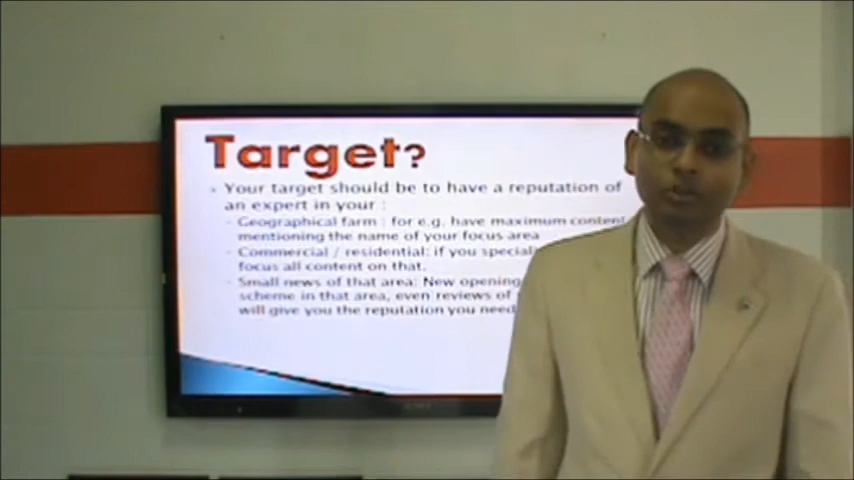 Target?
Your target should be to have a reputation of
an expert in your :
- Geographical farm : for e.g. have maximum content
mentioning the name of your focus area
- Commercial / residential: if you special
focus all content on that.
- Small news of that area: New opening
scheme in that area, even reviews of
will give you the reputation you need
SONY